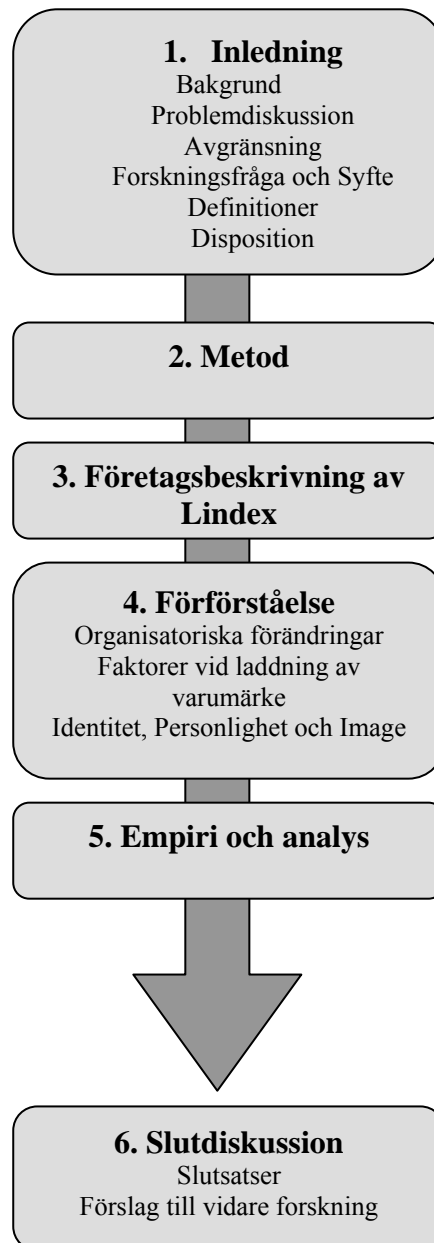 1. Inledning
Bakgrund
Problemdiskussion
Avgränsning
Forskningsfråga och Syfte
Definitioner
Disposition
2. Metod
3. Företagsbeskrivning av
Lindex
4. Förförståelse
Organisatoriska förändringar
Faktorer vid laddning av
varumärke
Identitet, Personlighet och Image
5. Empiri och analys
6. Slutdiskussion
Slutsatser
Förslag till vidare forskning